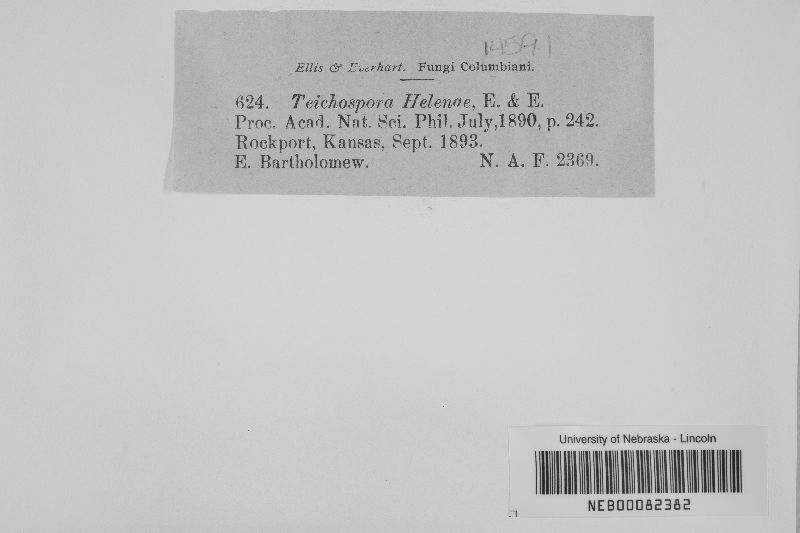 14591
Ellis & Everhart. Fungi Columbiani.
624. Teichospora Helenae, E. & E.
Proc. Acad. Nat. Sci. Phil. July,1890, p. 242.
Rockport, Kansas, Sept. 1893.
E. Bartholomew. N. A. F. 2369.
University of Nebraska - Lincoln
NEB00082382